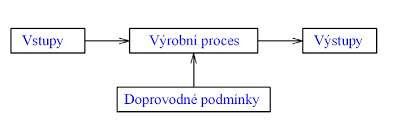 Vstupy
Výrobní proces
Výstupy
Doprovodné podmínky